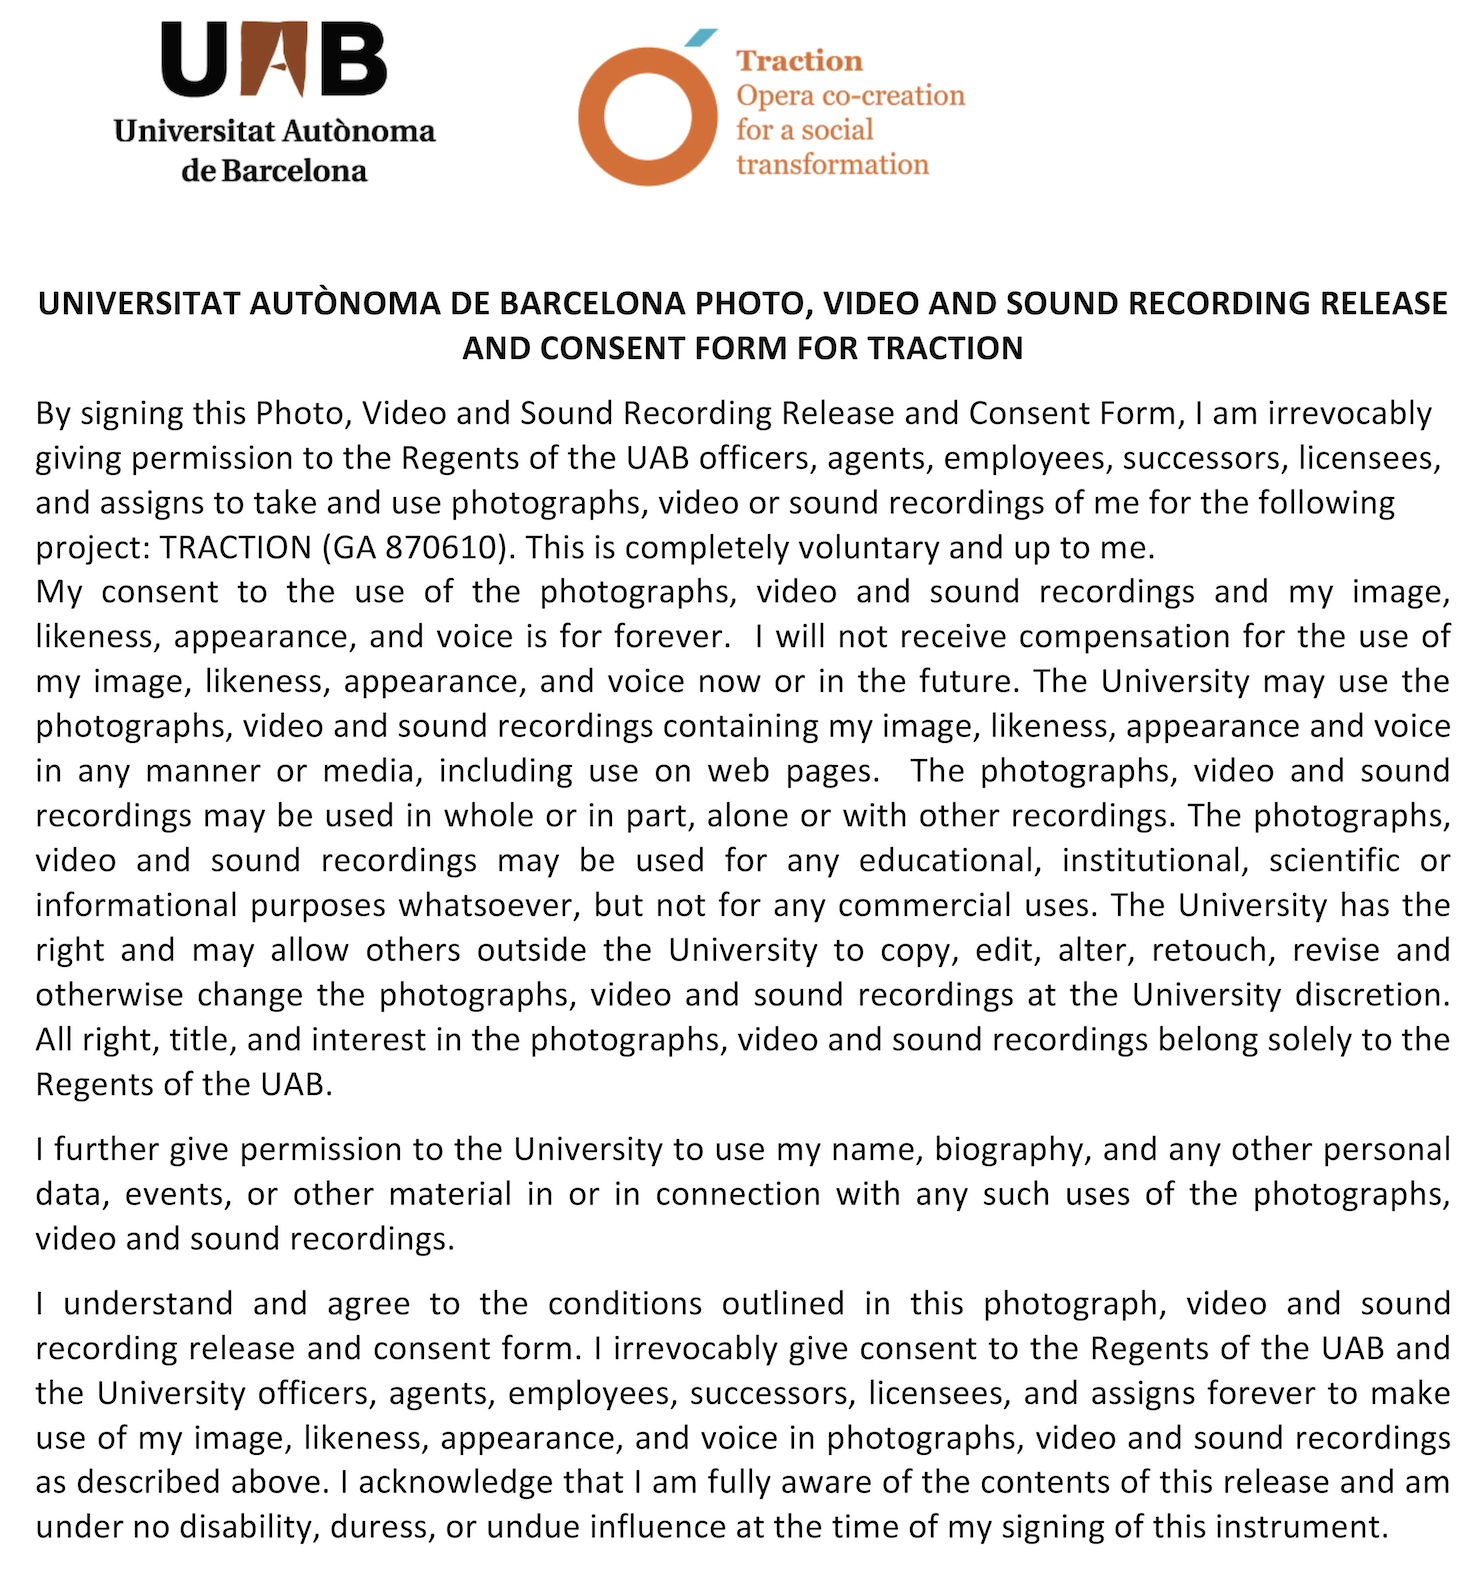 UAB
Universitat Autònoma
de Barcelona
Traction
Opera co-creation
for a social
transformation
UNIVERSITAT AUTÒNOMA DE BARCELONA PHOTO, VIDEO AND SOUND RECORDING RELEASE
AND CONSENT FORM FOR TRACTION
By signing this Photo, Video and Sound Recording Release and Consent Form, I am irrevocably
giving permission to the Regents of the UAB officers, agents, employees, successors, licensees,
and assigns to take and use photographs, video or sound recordings of me for the following
project: TRACTION (GA 870610). This is completely voluntary and up to me.
My consent to the use of the photographs, video and sound recordings and my image,
likeness, appearance, and voice is for forever.  I will not receive compensation for the use of
my image, likeness, appearance, and voice now or in the future. The University may use the
photographs, video and sound recordings containing my image, likeness, appearance and voice
in any manner or media, including use on web pages.  The photographs, video and sound
recordings may be used in whole or in part, alone or with other recordings. The photographs,
video and sound recordings may be used for any educational, institutional, scientific or
informational purposes whatsoever, but not for any commercial uses. The University has the
right and may allow others outside the University to copy, edit, alter, retouch, revise and
otherwise change the photographs, video and sound recordings at the University discretion.
All right, title, and interest in the photographs, video and sound recordings belong solely to the
Regents of the UAB.
I further give permission to the University to use my name, biography, and any other personal
data, events, or other material in or in connection with any such uses of the photographs,
video and sound recordings.
I understand and agree to the conditions outlined in this photograph, video and sound
recording release and consent form. I irrevocably give consent to the Regents of the UAB and
the University officers, agents, employees, successors, licensees, and assigns forever to make
use of my image, likeness, appearance, and voice in photographs, video and sound recordings
as described above. I acknowledge that I am fully aware of the contents of this release and am
under no disability, duress, or undue influence at the time of my signing of this instrument.